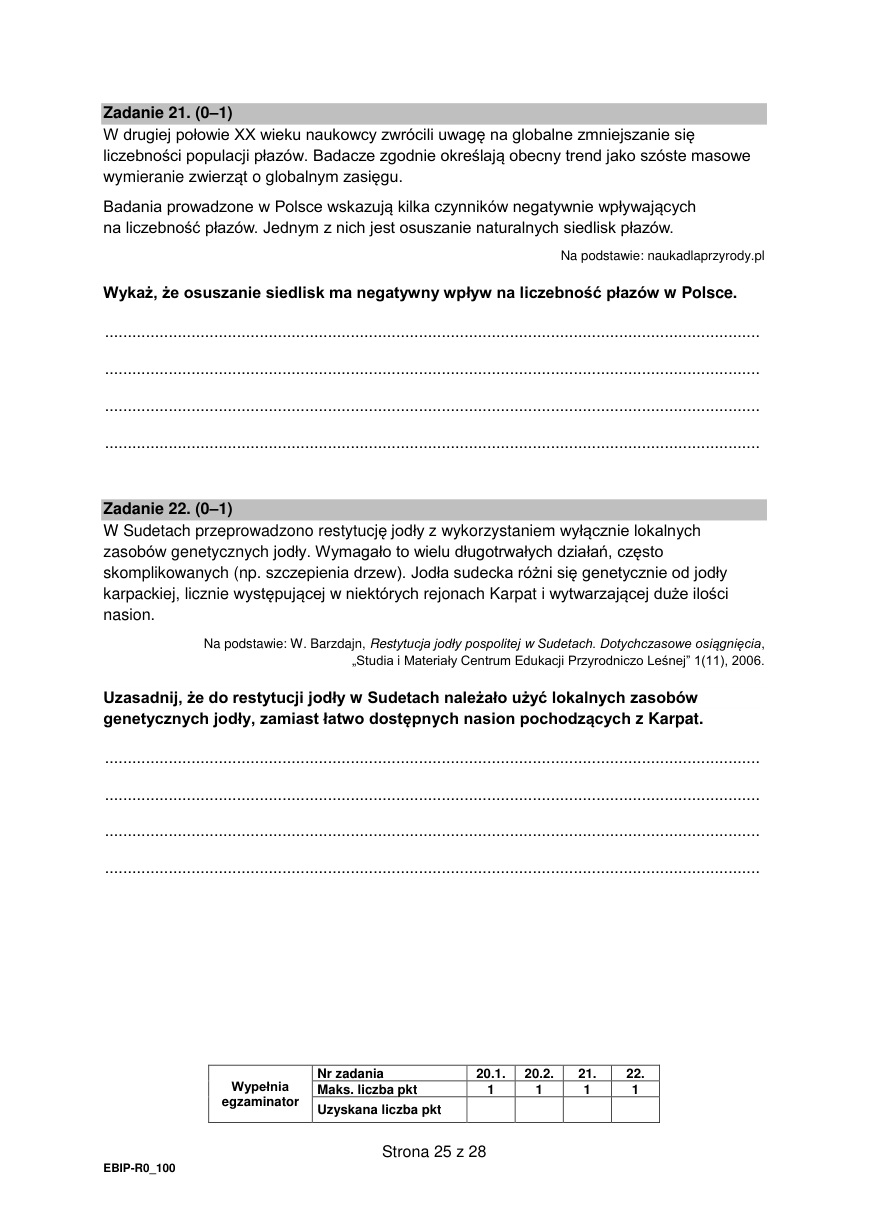 Zadanie 21. (0–1)
W drugiej połowie XX wieku naukowcy zwrócili uwagę na globalne zmniejszanie się
liczebności populacji płazów. Badacze zgodnie określają obecny trend jako szóste masowe
wymieranie zwierząt o globalnym zasięgu.
Badania prowadzone w Polsce wskazują kilka czynników negatywnie wpływających
na liczebność płazów. Jednym z nich jest osuszanie naturalnych siedlisk płazów.
Na podstawie: naukadlaprzyrody.pl
Wykaż, że osuszanie siedlisk ma negatywny wpływ na liczebność płazów w Polsce.
Zadanie 22. (0–1)
W Sudetach przeprowadzono restytucję jodły z wykorzystaniem wyłącznie lokalnych
zasobów genetycznych jodły. Wymagało to wielu długotrwałych działań, często
skomplikowanych (np. szczepienia drzew). Jodła sudecka różni się genetycznie od jodły
karpackiej, licznie występującej w niektórych rejonach Karpat i wytwarzającej duże ilości
nasion.
Na podstawie: W. Barzdajn, Restytucja jodły pospolitej w Sudetach. Dotychczasowe osiągnięcia,
„Studia i Materiały Centrum Edukacji Przyrodniczo Leśnej” 1(11), 2006.
Uzasadnij, że do restytucji jodły w Sudetach należało użyć lokalnych zasobów
genetycznych jodły, zamiast łatwo dostępnych nasion pochodzących z Karpat.
Wypełnia
egzaminator
Nr zadania 20.1. 20.2. 21. 22.
Maks. liczba pkt 1 1 1 1
Uzyskana liczba pkt
Strona 25 z 28
EBIP-R0_100